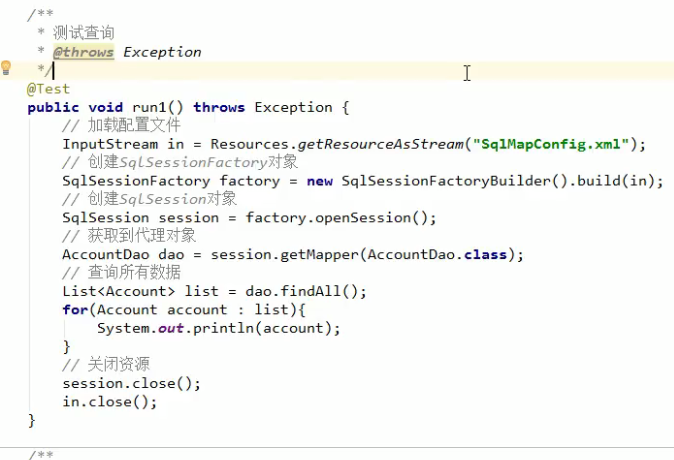 /**
 * 测试查询
 * @throws Exception
 */
@Test
public void run1() throws Exception {
    // 加载配置文件
    InputStream in = Resources.getResourceAsStream("SqlMapConfig.xml");
    // 创建SqlSessionFactory对象
    SqlSessionFactory factory = new SqlSessionFactoryBuilder().build(in);
    // 创建SqlSession对象
    SqlSession session = factory.openSession();
    // 获取到代理对象
    AccountDao dao = session.getMapper(AccountDao.class);
    // 查询所有数据
    List<Account> list = dao.findAll();
    for(Account account : list){
        System.out.println(account);
    }
    // 关闭资源
    session.close();
    in.close();
}
/**